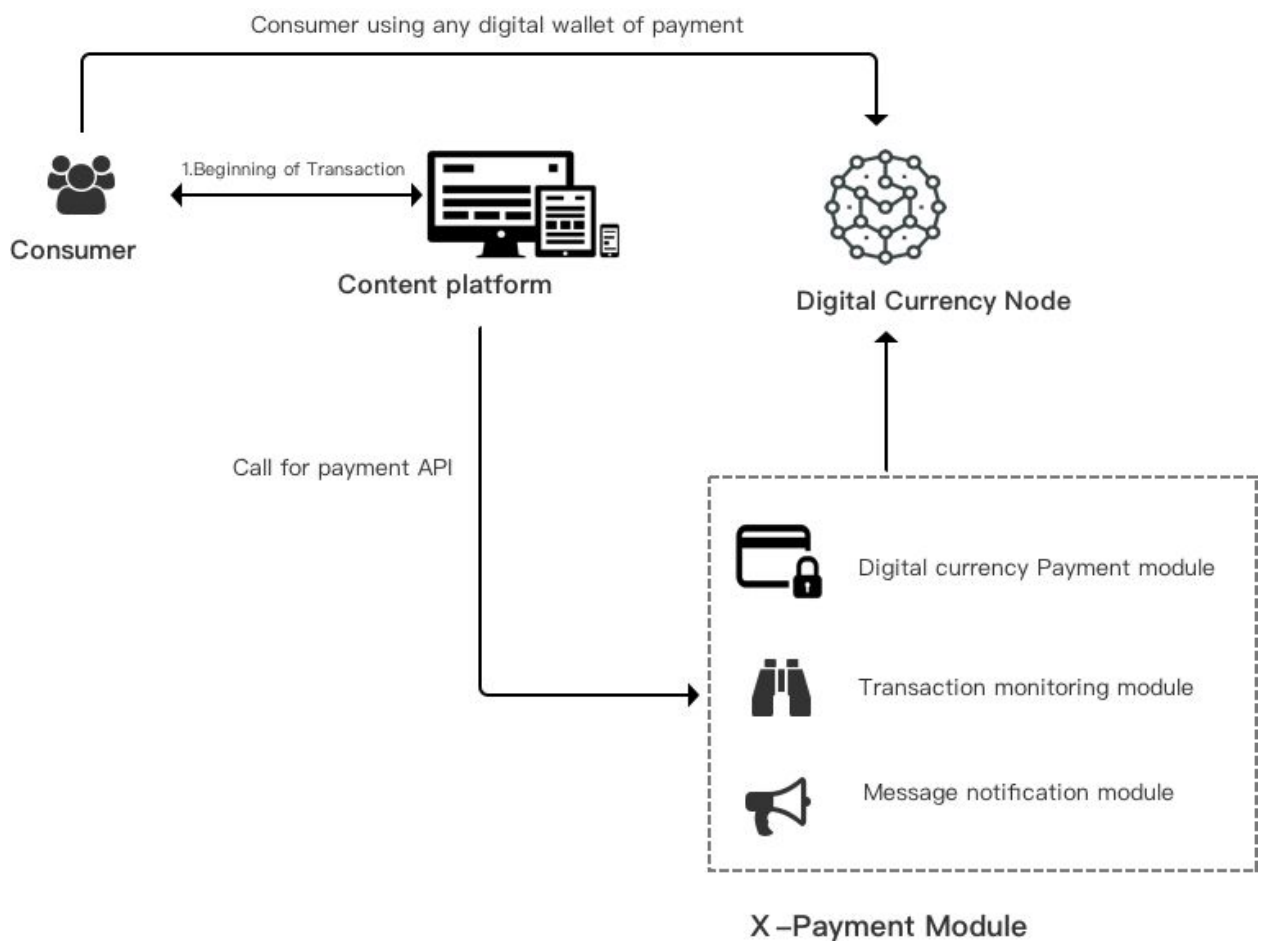 Consumer using any digital wallet of payment
1.Beginning of Transaction
Consumer
Content platform
Digital Currency Node
Call for payment API
Digital currency Payment module
Transaction monitoring module
Message notification module
X –Payment Module